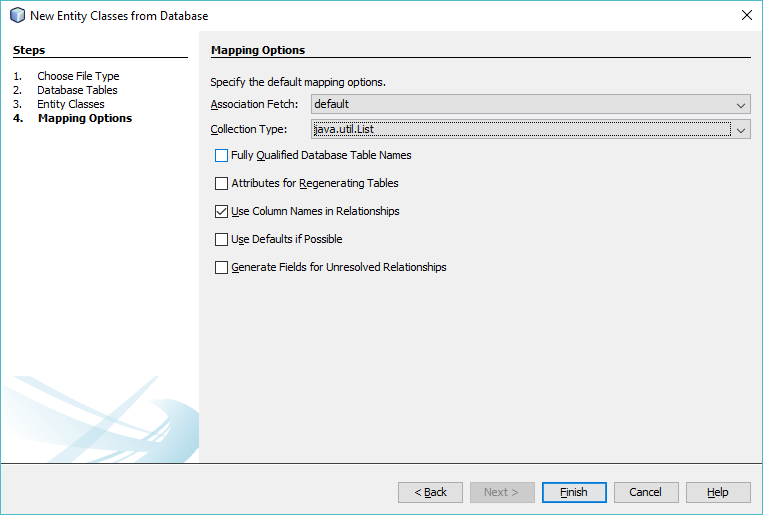 New Entity Classes from Database
Steps
1. Choose File Type
2. Database Tables
3. Entity Classes
4. Mapping Options
Mapping Options
Specify the default mapping options.
Association Fetch: default
Collection Type: java.util.List
Fully Qualified Database Table Names
Attributes for Regenerating Tables
Use Column Names in Relationships
Use Defaults if Possible
Generate Fields for Unresolved Relationships
< Back Next > Finish Cancel Help